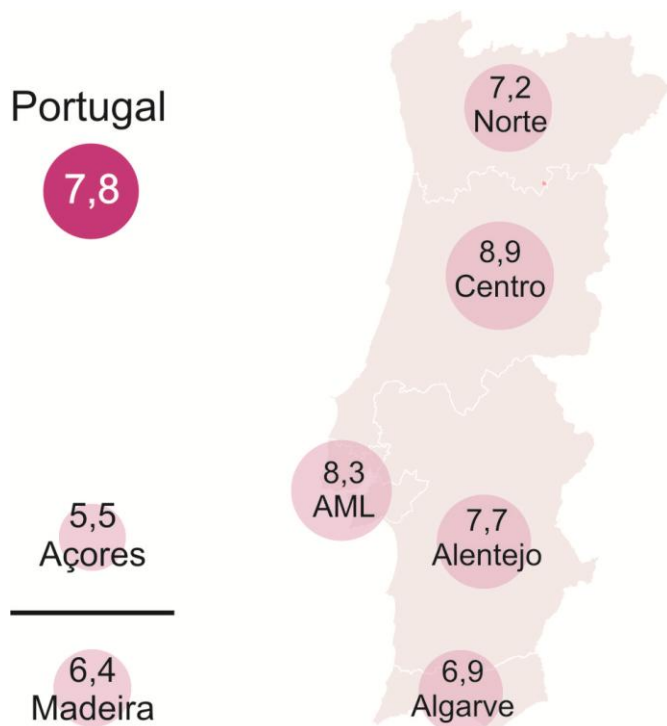 7,2
Norte
Portugal
7,8
8,9
Centro
8,3
AML
5,5
Açores
7,7
Alentejo
6,4
Madeira
6,9
Algarve